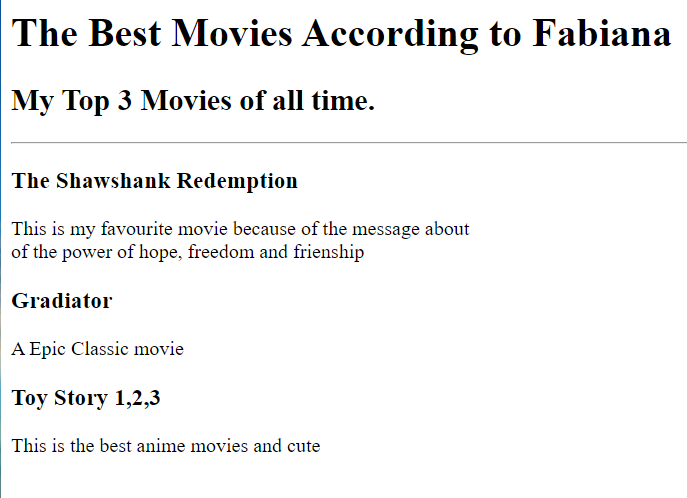 The Best Movies According to Fabiana
My Top 3 Movies of all time.
The Shawshank Redemption
This is my favourite movie because of the message about
of the power of hope, freedom and frienship
Gradiator
A Epic Classic movie
Toy Story 1,2,3
This is the best anime movies and cute